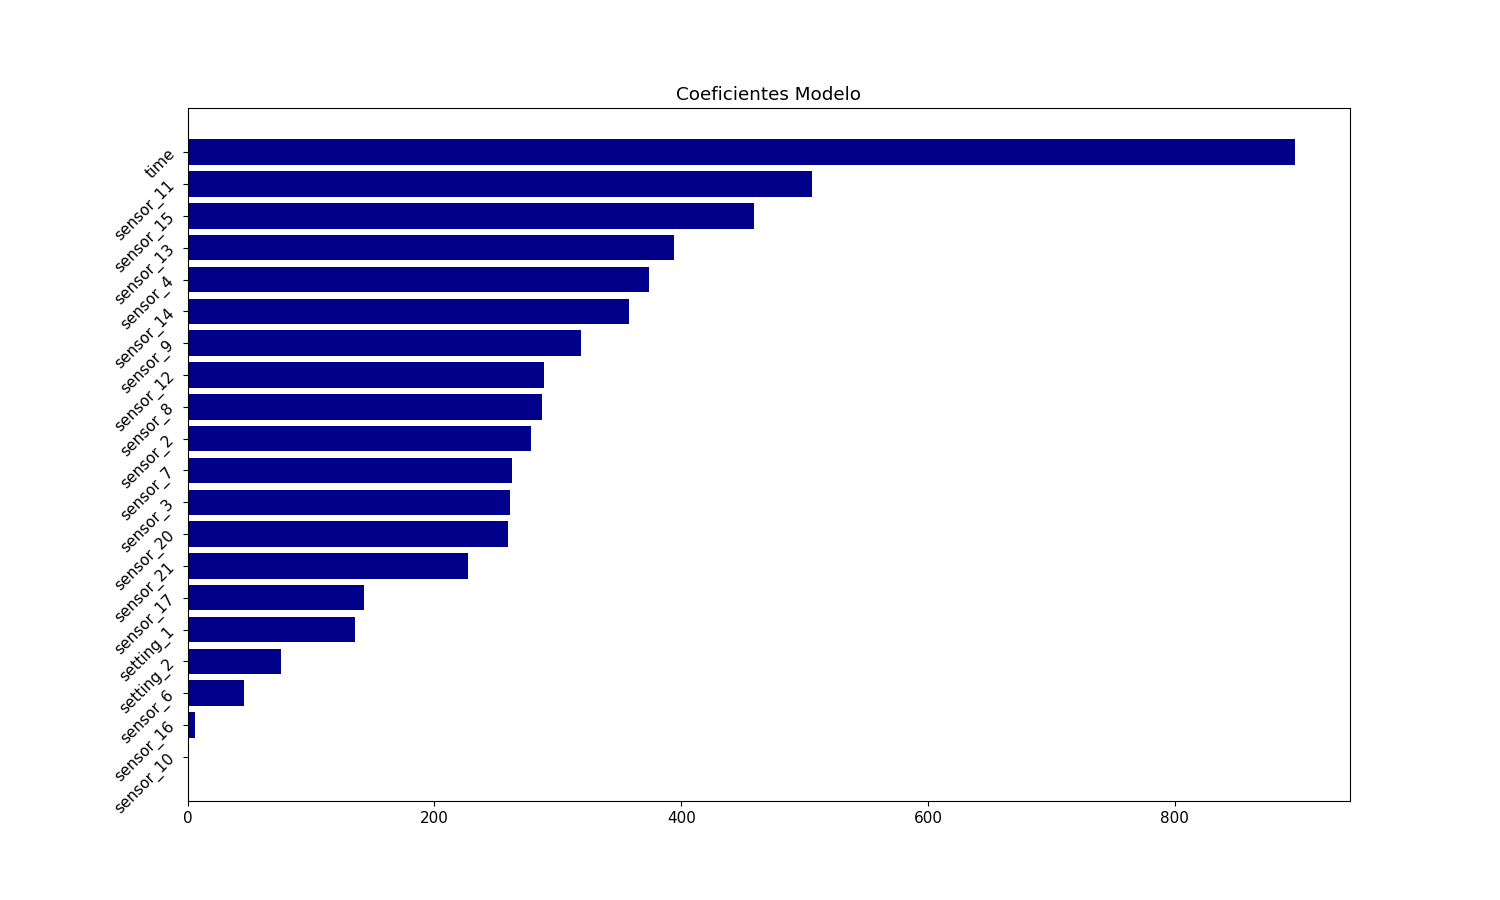 Coeficientes Modelo
time
sensor_11
sensor_15
sensor_13
sensor_4
sensor_14
sensor_9
sensor_12
sensor_8
sensor_2
sensor_7
sensor_3
sensor_20
sensor_21
sensor_17
setting_1
setting_2
sensor_6
sensor_16
sensor_10
0 200 400 600 800